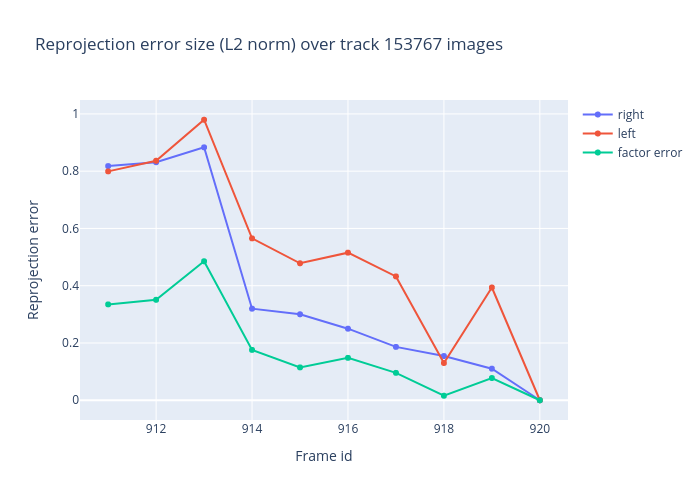 Reprojection error size (L2 norm) over track 153767 images
right
left
factor error
Reprojection error
1
0.8
0.6
0.4
0.2
0
912
914
916
918
920
Frame id